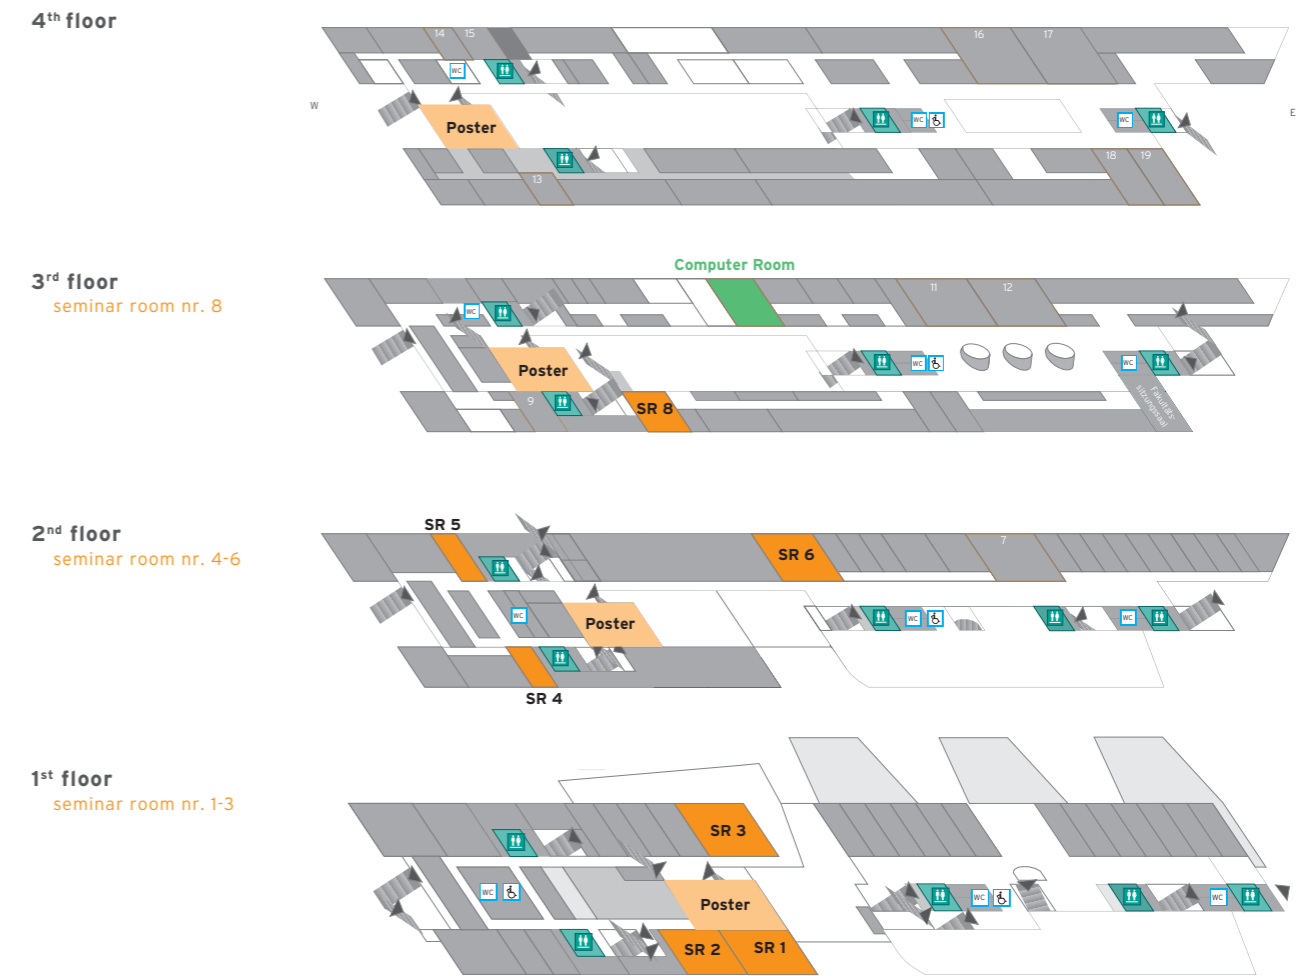 4th floor
14 15 16 17
WC
W
E
Poster
WC
WC
18 19
13
Computer Room
3rd floor
seminar room nr. 8
11 12
WC
WC
WC
Poster
9
SR 8
Fakultäts-
sitzungssaal
SR 5
2nd floor
seminar room nr. 4-6
SR 6
7
WC
Poster
WC
WC
SR 4
1st floor
seminar room nr. 1-3
SR 3
WC
Poster
WC
WC
SR 2
SR 1